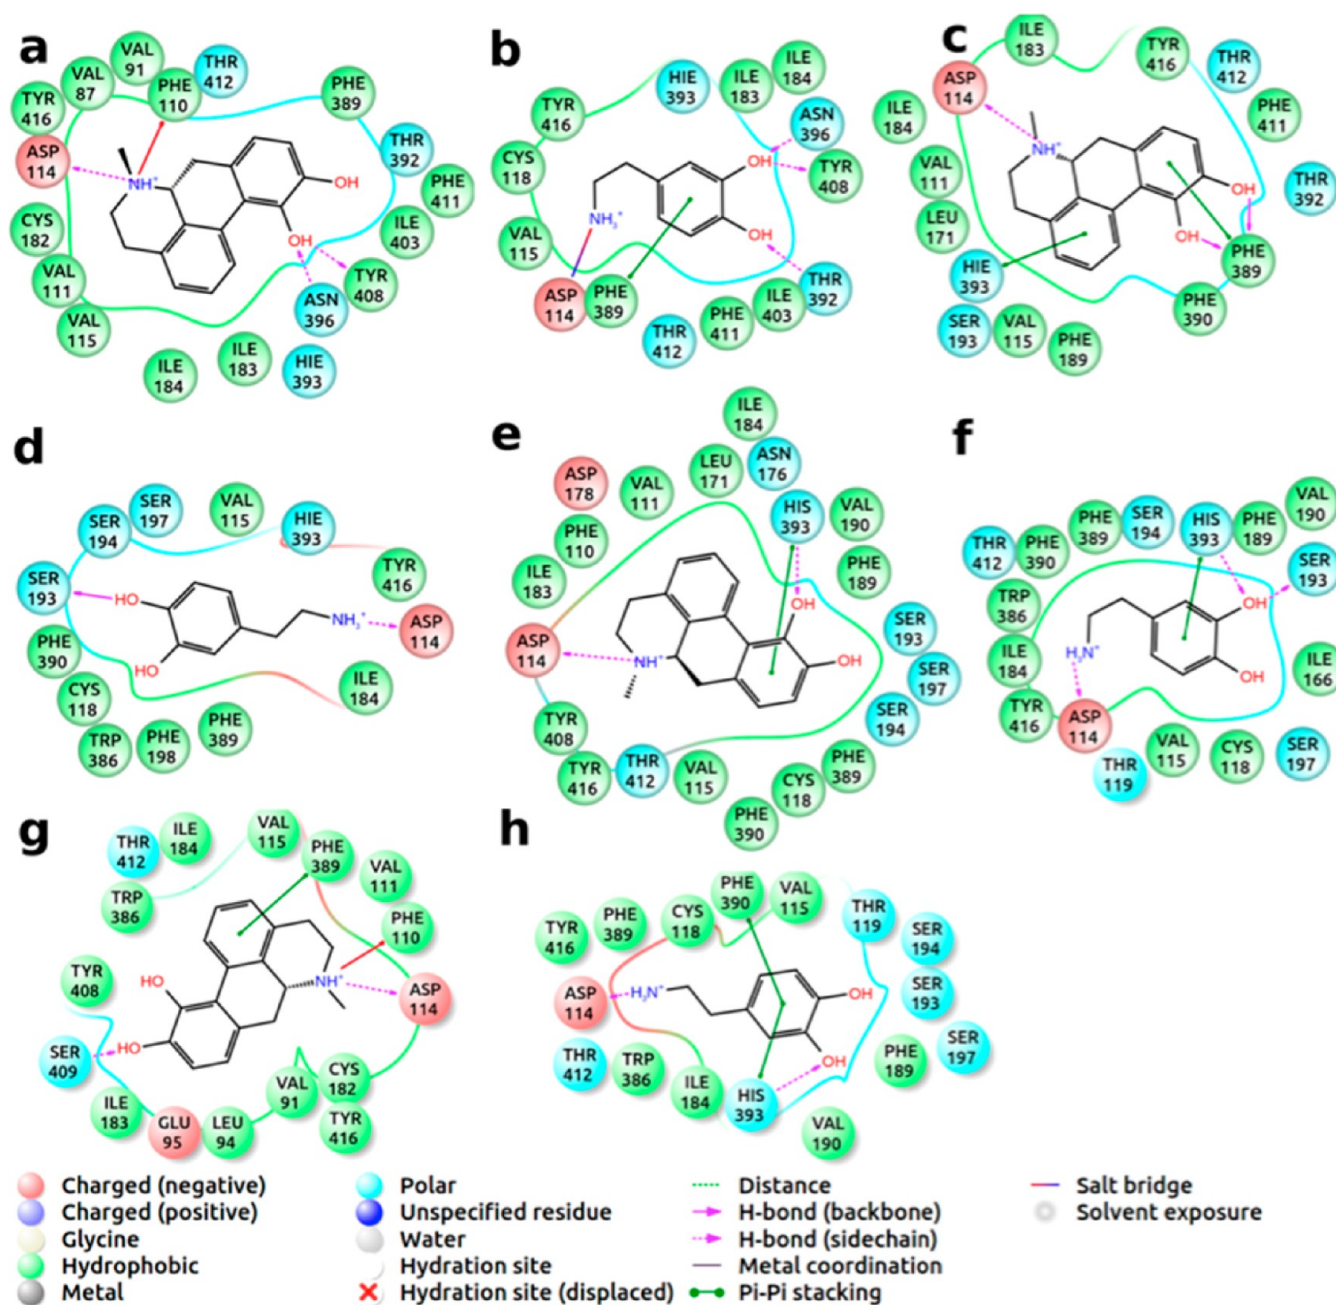 a
VAL
91
VAL
87
PHE
110
THR
412
PHE
389
TYR
416
ASP
114
THR
392
PHE
411
CYS
182
ILE
403
VAL
111
TYR
408
VAL
115
ASN
396
ILE
184
ILE
183
HIE
393
NH+
OH
OH
b
HIE
393
ILE
183
ILE
184
TYR
416
ASN
396
CYS
118
TYR
408
VAL
115
ASP
114
PHE
389
THR
412
PHE
411
ILE
403
THR
392
OH
OH
NH3+
c
ILE
183
TYR
416
THR
412
ASP
114
PHE
411
ILE
184
VAL
111
THR
392
LEU
171
HIE
393
PHE
389
PHE
390
SER
193
VAL
115
PHE
189
NH+
OH
OH
d
SER
197
VAL
115
SER
194
HIE
393
SER
193
TYR
416
ASP
114
PHE
390
CYS
118
TRP
386
PHE
198
PHE
389
ILE
184
HO
HO
NH3+
e
ILE
184
ASN
176
LEU
171
ASP
178
VAL
111
HIS
393
VAL
190
PHE
110
ILE
183
PHE
189
ASP
114
SER
193
SER
197
SER
194
TYR
408
TYR
416
THR
412
VAL
115
PHE
390
CYS
118
PHE
389
OH
OH
NH+
f
THR
412
PHE
390
PHE
389
SER
194
HIS
393
PHE
189
VAL
190
SER
193
TRP
386
ILE
184
ILE
166
TYR
416
ASP
114
THR
119
VAL
115
CYS
118
SER
197
OH
OH
H3N+
g
THR
412
ILE
184
VAL
115
PHE
389
VAL
111
TRP
386
PHE
110
TYR
408
ASP
114
SER
409
ILE
183
GLU
95
LEU
94
VAL
91
CYS
182
TYR
416
HO
HO
NH+
h
TYR
416
PHE
389
CYS
118
PHE
390
VAL
115
THR
119
SER
194
ASP
114
SER
193
THR
412
TRP
386
ILE
184
HIS
393
PHE
189
SER
197
VAL
190
H3N+
OH
OH
Charged (negative)
Charged (positive)
Glycine
Hydrophobic
Metal
Polar
Unspecified residue
Water
Hydration site
Hydration site (displaced)
Distance
H-bond (backbone)
H-bond (sidechain)
Metal coordination
Pi-Pi stacking
Salt bridge
Solvent exposure